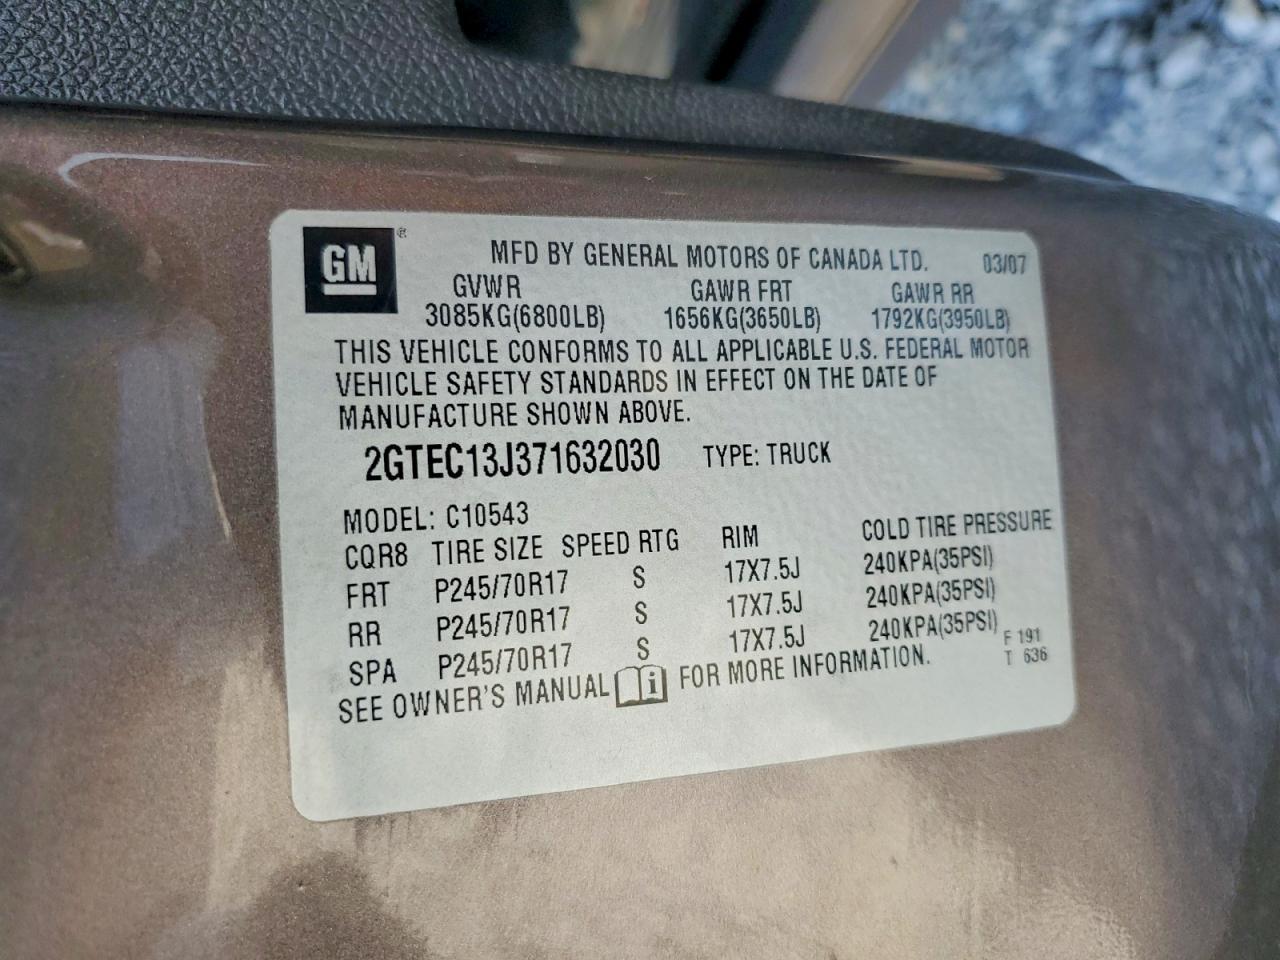 GM ®
MFD BY GENERAL MOTORS OF CANADA LTD. 03/07
GVWR GAWR FRT GAWR RR
3085KG(6800LB) 1656KG(3650LB) 1792KG(3950LB)
THIS VEHICLE CONFORMS TO ALL APPLICABLE U.S. FEDERAL MOTOR
VEHICLE SAFETY STANDARDS IN EFFECT ON THE DATE OF
MANUFACTURE SHOWN ABOVE.
2GTEC13J371632030 TYPE: TRUCK
MODEL: C10543
CQR8 TIRE SIZE SPEED RTG RIM COLD TIRE PRESSURE
FRT P245/70R17 S 17X7.5J 240KPA(35PSI)
RR P245/70R17 S 17X7.5J 240KPA(35PSI)
SPA P245/70R17 S 17X7.5J 240KPA(35PSI)
F 191
T 636
SEE OWNER'S MANUAL i FOR MORE INFORMATION.